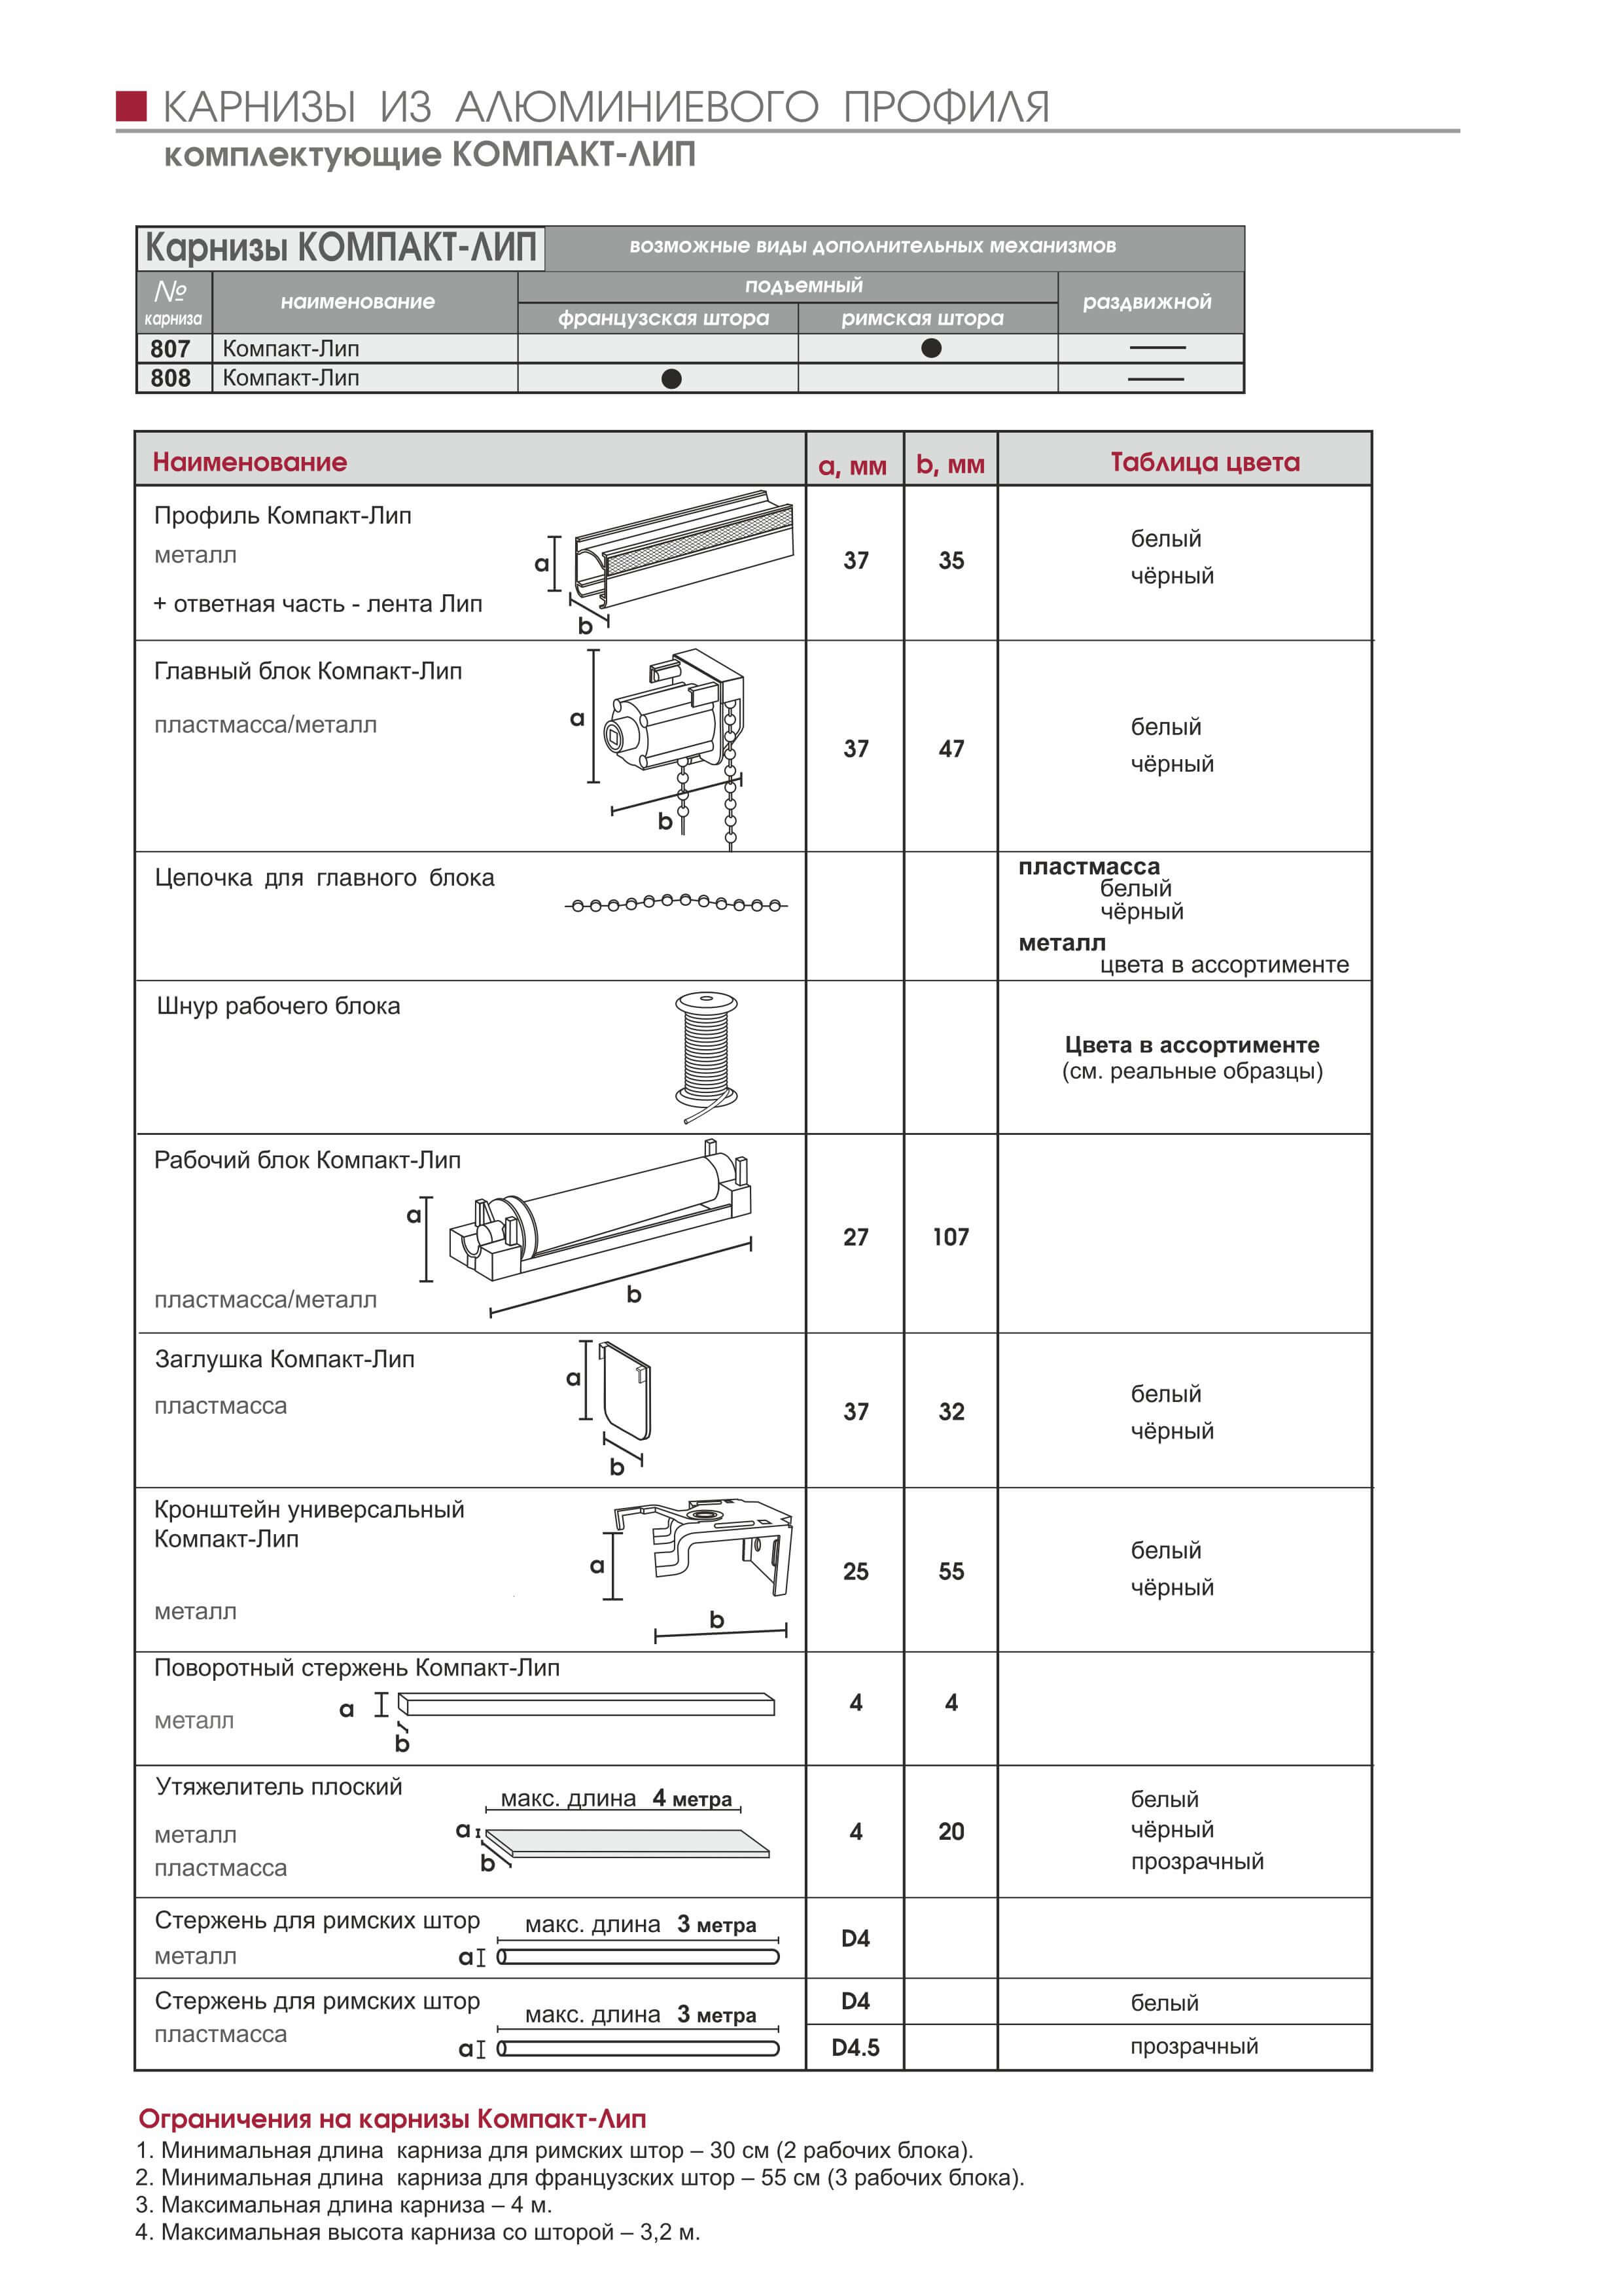 КАРНИЗЫ ИЗ АЛЮМИНИЕВОГО ПРОФИЛЯ
комплектующие КОМПАКТ-ЛИП
Карнизы КОМПАКТ-ЛИП
возможные виды дополнительных механизмов
№ карниза
наименование
подъемный
раздвижной
французская штора
римская штора
807 Компакт-Лип
808 Компакт-Лип
Наименование a, мм b, мм Таблица цвета
Профиль Компакт-Лип
металл
+ ответная часть - лента Лип
a
b
37 35
белый
чёрный
Главный блок Компакт-Лип
пластмасса/металл
a
b
37 47
белый
чёрный
Цепочка для главного блока
пластмасса
белый
чёрный
металл
цвета в ассортименте
Шнур рабочего блока
Цвета в ассортименте
(см. реальные образцы)
Рабочий блок Компакт-Лип
a
b
пластмасса/металл
27 107
Заглушка Компакт-Лип
пластмасса
a
b
37 32
белый
чёрный
Кронштейн универсальный
Компакт-Лип
металл
a
b
25 55
белый
чёрный
Поворотный стержень Компакт-Лип
металл
a
b
4 4
Утяжелитель плоский
металл
пластмасса
макс. длина 4 метра
a
b
4 20
белый
чёрный
прозрачный
Стержень для римских штор
металл
макс. длина 3 метра
a
D4
Стержень для римских штор
пластмасса
макс. длина 3 метра
a
D4 белый
D4.5 прозрачный
Ограничения на карнизы Компакт-Лип
1. Минимальная длина карниза для римских штор – 30 см (2 рабочих блока).
2. Минимальная длина карниза для французских штор – 55 см (3 рабочих блока).
3. Максимальная длина карниза – 4 м.
4. Максимальная высота карниза со шторой – 3,2 м.